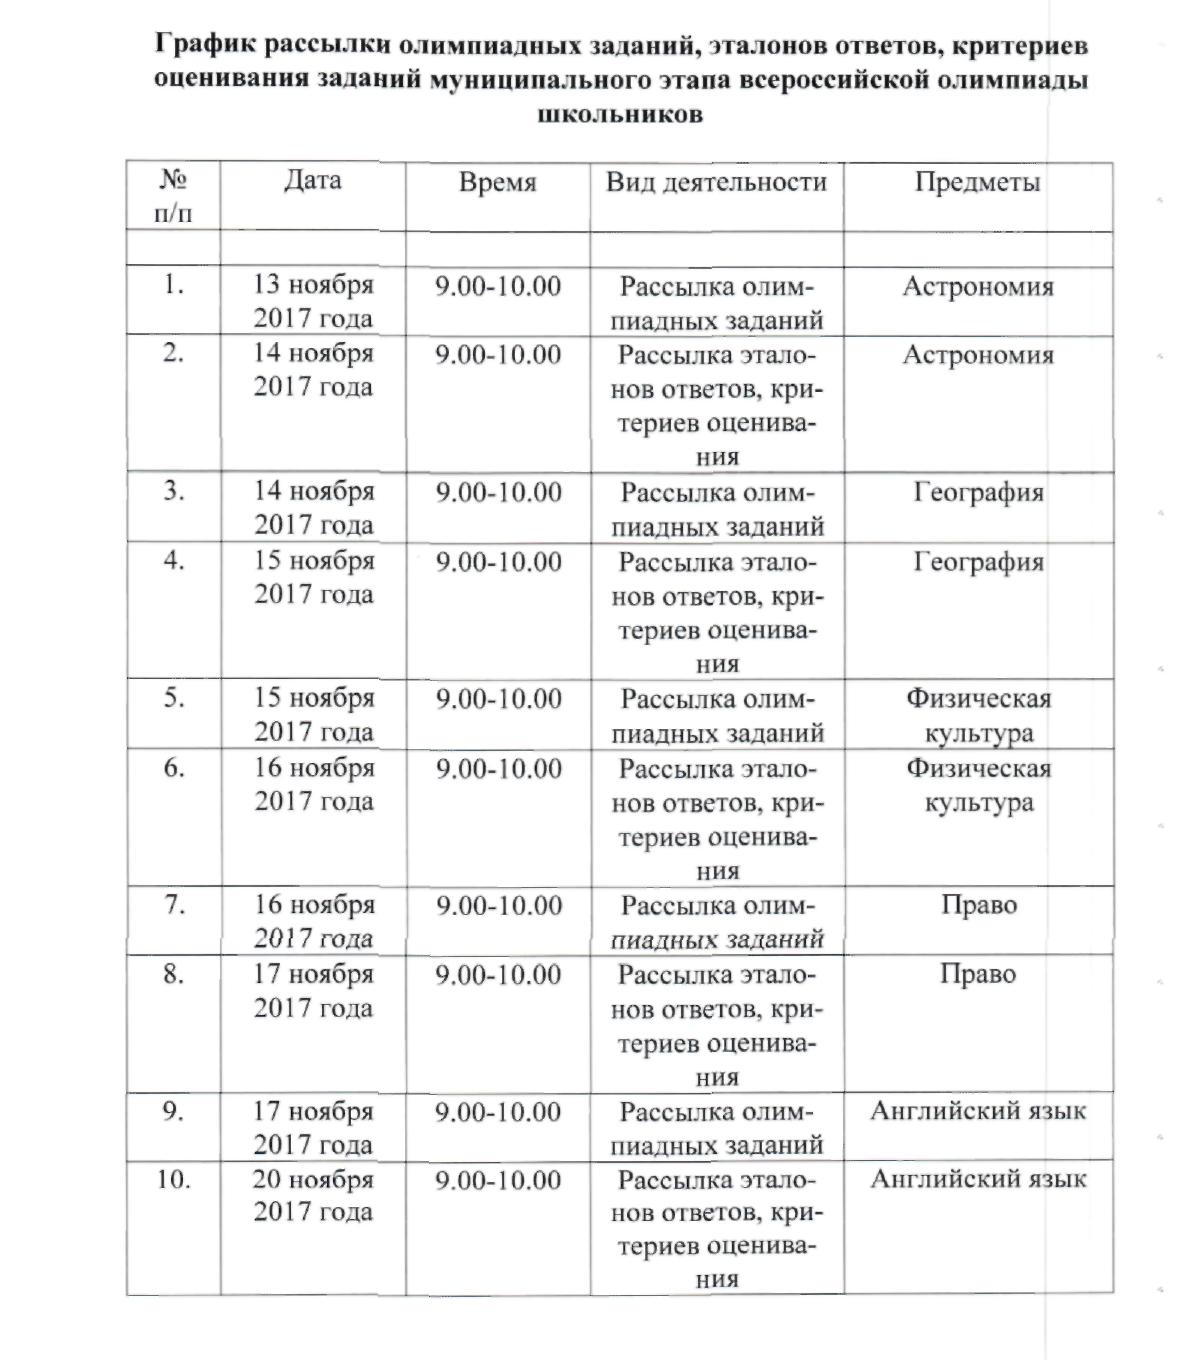 График рассылки олимпиадных заданий, эталонов ответов, критериев
оценивания заданий муниципального этапа всероссийской олимпиады
школьников
№ п/п Дата Время Вид деятельности Предметы
1. 13 ноября 9.00-10.00 Рассылка олим- Астрономия
2017 года пиадных заданий
2. 14 ноября 9.00-10.00 Рассылка этало- Астрономия
2017 года нов ответов, кри-
териев оценива-
ния
3. 14 ноября 9.00-10.00 Рассылка олим- География
2017 года пиадных заданий
4. 15 ноября 9.00-10.00 Рассылка этало- География
2017 года нов ответов, кри-
териев оценива-
ния
5. 15 ноября 9.00-10.00 Рассылка олим- Физическая
2017 года пиадных заданий культура
6. 16 ноября 9.00-10.00 Рассылка этало- Физическая
2017 года нов ответов, кри- культура
териев оценива-
ния
7. 16 ноября 9.00-10.00 Рассылка олим- Право
2017 года пиадных заданий
8. 17 ноября 9.00-10.00 Рассылка этало- Право
2017 года нов ответов, кри-
териев оценива-
ния
9. 17 ноября 9.00-10.00 Рассылка олим- Английский язык
2017 года пиадных заданий
10. 20 ноября 9.00-10.00 Рассылка этало- Английский язык
2017 года нов ответов, кри-
териев оценива-
ния